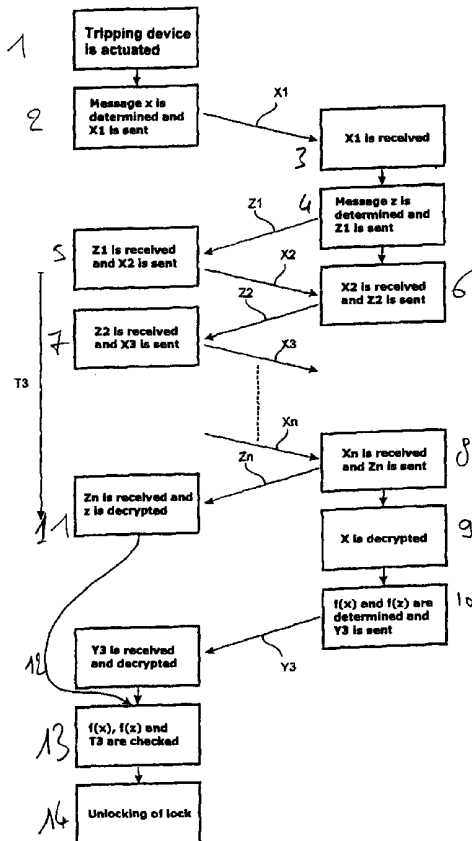 1
Tripping device
is actuated
2
Message x is
determined and
X1 is sent
X1
3
X1 is received
4
Message z is
determined and
Z1 is sent
Z1
5
Z1 is received
and X2 is sent
X2
6
X2 is received
and Z2 is sent
Z2
7
Z2 is received
and X3 is sent
X3
T3
Xn
8
Xn is received
and Zn is sent
Zn
11
Zn is received and
z is decrypted
9
X is decrypted
10
f(x) and f(z) are
determined and
Y3 is sent
Y3
12
Y3 is received
and decrypted
13
f(x), f(z) and
T3 are checked
14
Unlocking of lock